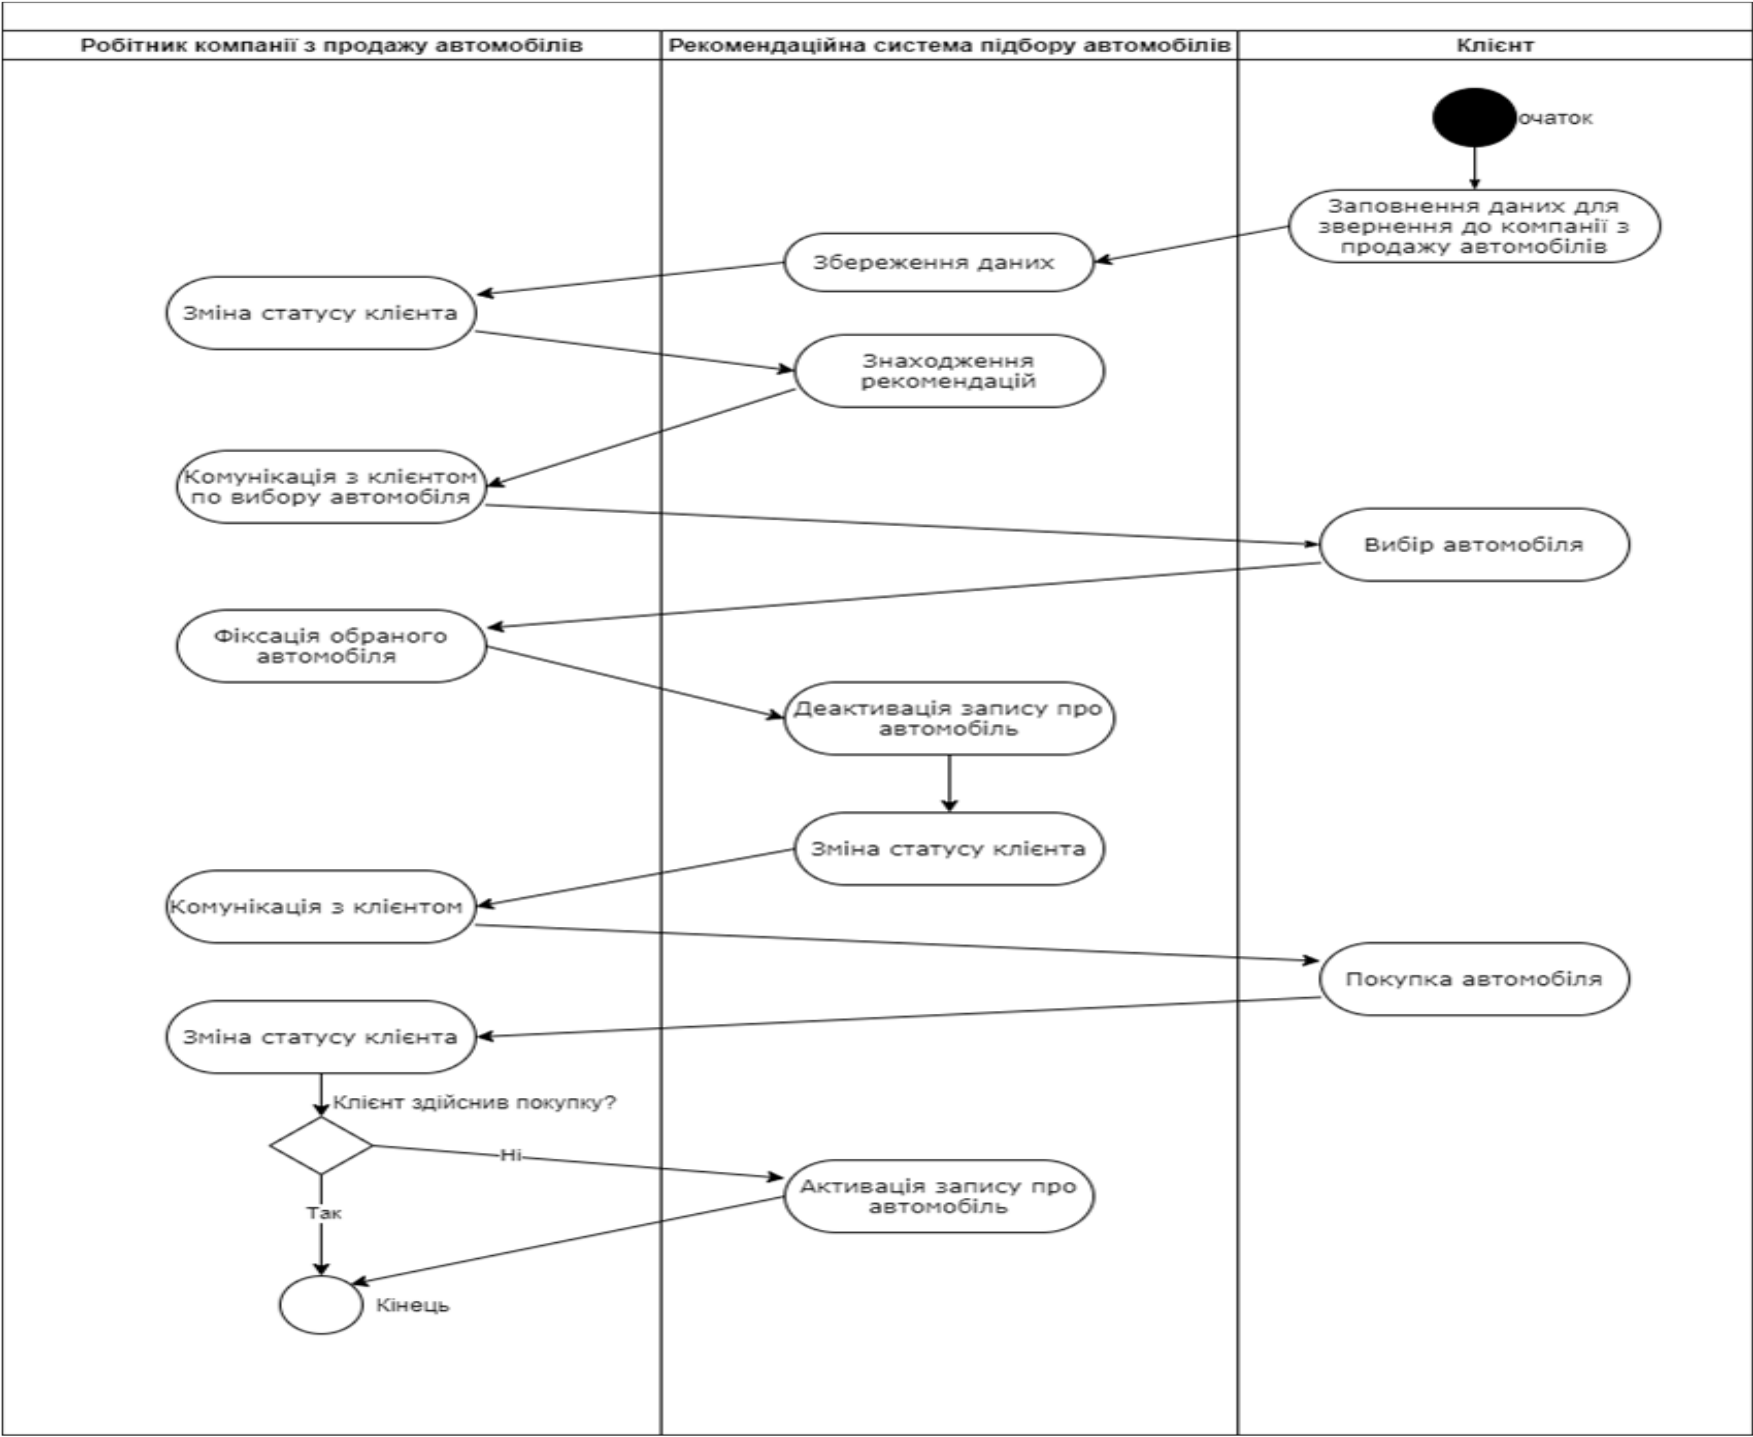 Робітник компанії з продажу автомобілів
Рекомендаційна система підбору автомобілів
Клієнт
очаток
Заповнення даних для
звернення до компанії з
продажу автомобілів
Збереження даних
Зміна статусу клієнта
Знаходження
рекомендацій
Комунікація з клієнтом
по вибору автомобіля
Вибір автомобіля
Фіксація обраного
автомобіля
Деактивація запису про
автомобіль
Зміна статусу клієнта
Комунікація з клієнтом
Покупка автомобіля
Зміна статусу клієнта
Клієнт здійснив покупку?
Ні
Активація запису про
автомобіль
Так
Кінець